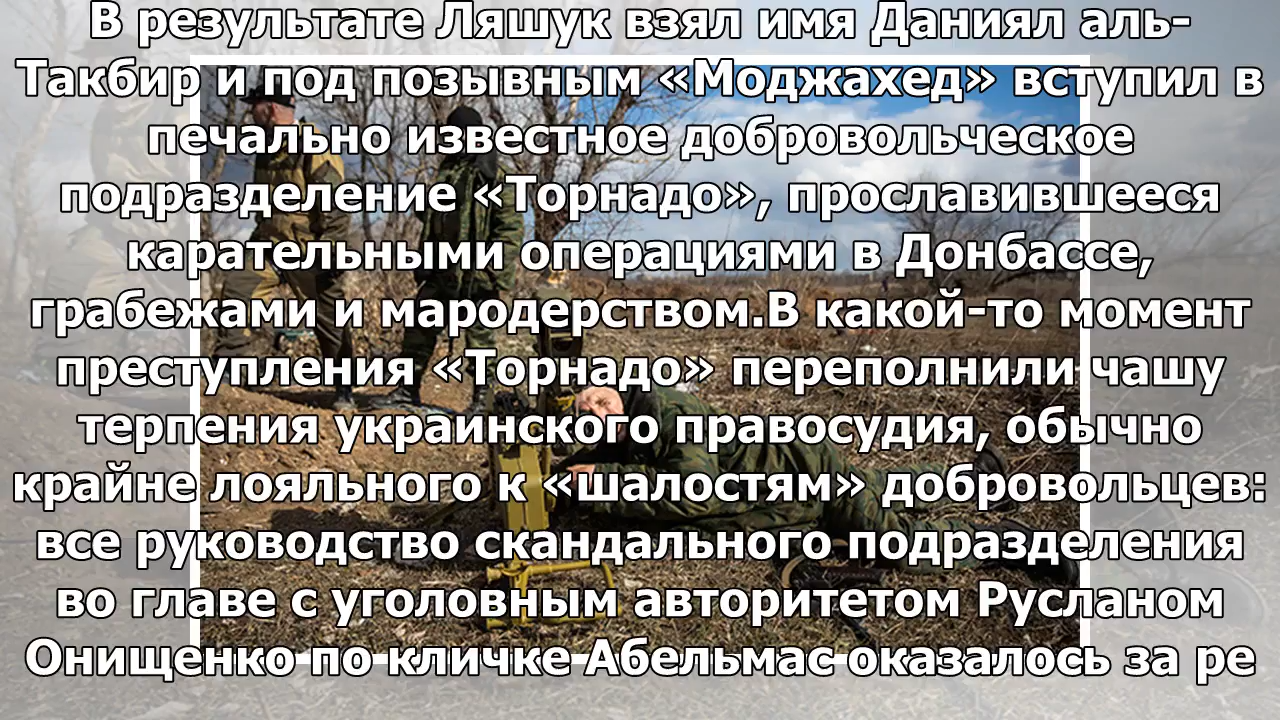 В результате Ляшук взял имя Даниял аль-
Такбир и под позывным «Моджахед» вступил в
печально известное добровольческое
подразделение «Торнадо», прославившееся
карательными операциями в Донбассе,
грабежами и мародерством.В какой-то момент
преступления «Торнадо» переполнили чашу
терпения украинского правосудия, обычно
крайне лояльного к «шалостям» добровольцев:
все руководство скандального подразделения
во главе с уголовным авторитетом Русланом
Онищенко по кличке Абельмас оказалось за ре